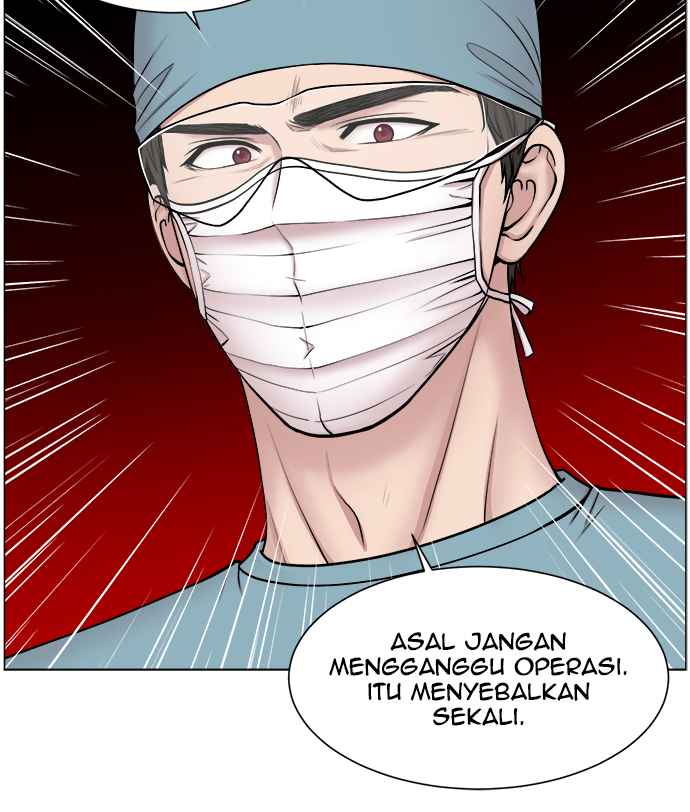 ASAL JANGAN
MENGGANGGU OPERASI.
ITU MENYEBALKAN
SEKALI.